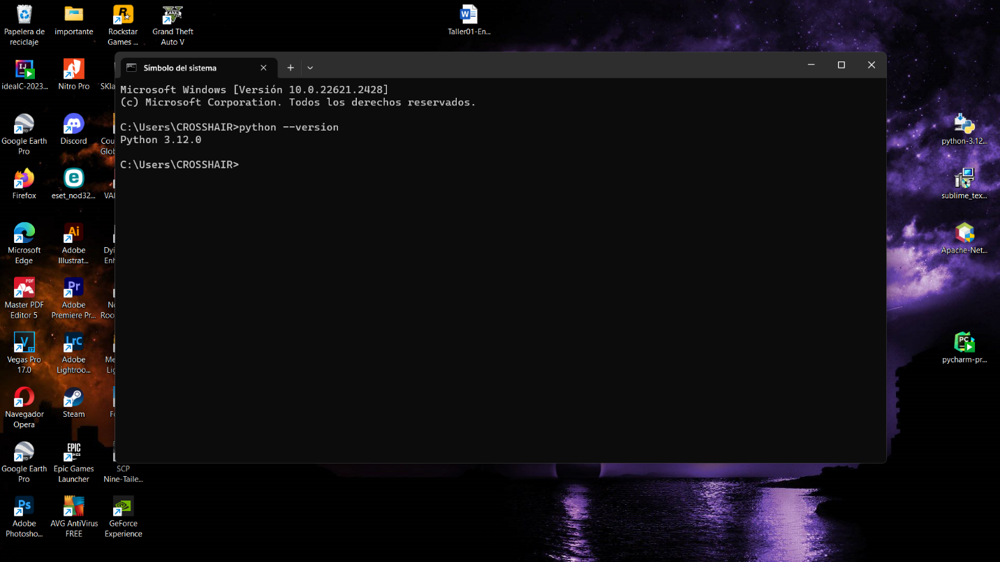 Papelera de
reciclaje
importante
Rockstar
Games ...
Grand Theft
Auto V
Taller01-En...
ideaIC-2023...
Nitro Pro
SKla
Google Earth
Pro
Discord
Cou
Glob
Firefox
eset_nod32...
VAL
Microsoft
Edge
Adobe
Illustrat...
Dyi
Enh
Master PDF
Editor 5
Adobe
Premiere Pr...
No
Roo
Vegas Pro
17.0
Adobe
Lightroo...
Me
Lig
Navegador
Opera
Steam
Fo
Google Earth
Pro
Epic Games
Launcher
SCP
Nine-Taile...
Adobe
Photosho...
AVG AntiVirus
FREE
GeForce
Experience
Símbolo del sistema
Microsoft Windows [Versión 10.0.22621.2428]
(c) Microsoft Corporation. Todos los derechos reservados.
C:\Users\CROSSHAIR>python --version
Python 3.12.0
C:\Users\CROSSHAIR>
python-3.12...
sublime_tex...
Apache-Net...
pycharm-pr...